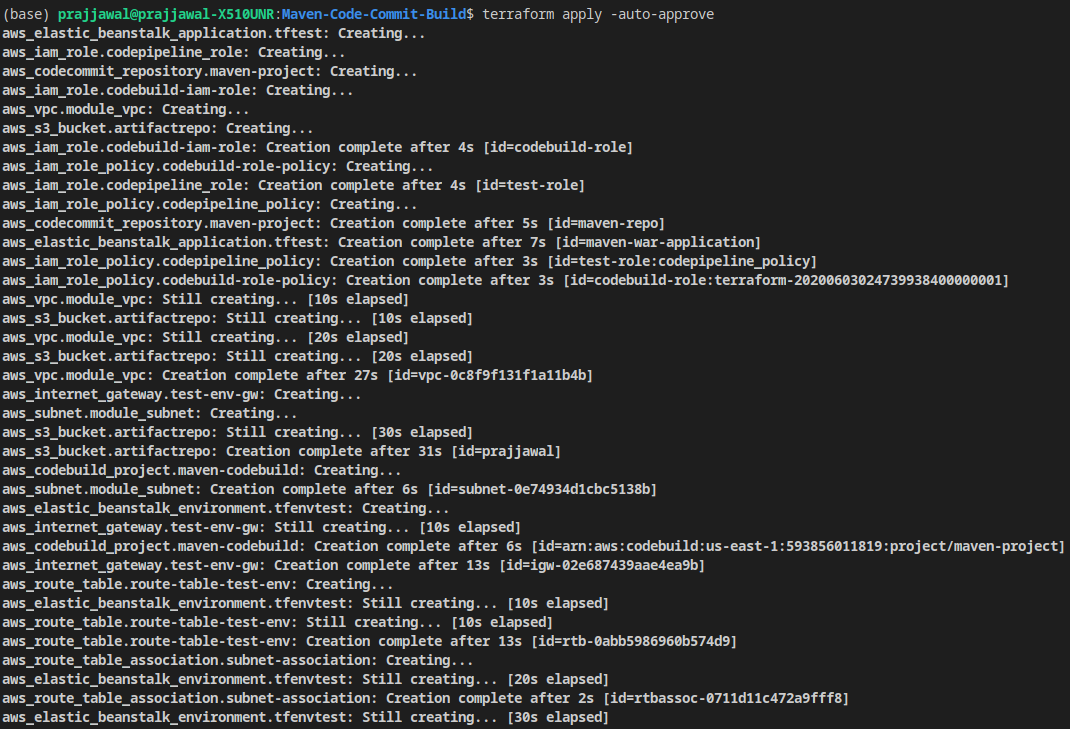 (base) prajjawal@prajjawal-X510UNR:Maven-Code-Commit-Build$ terraform apply -auto-approve
aws_elastic_beanstalk_application.tftest: Creating...
aws_iam_role.codepipeline_role: Creating...
aws_codecommit_repository.maven-project: Creating...
aws_iam_role.codebuild-iam-role: Creating...
aws_vpc.module_vpc: Creating...
aws_s3_bucket.artifactrepo: Creating...
aws_iam_role.codebuild-iam-role: Creation complete after 4s [id=codebuild-role]
aws_iam_role_policy.codebuild-role-policy: Creating...
aws_iam_role.codepipeline_role: Creation complete after 4s [id=test-role]
aws_iam_role_policy.codepipeline_policy: Creating...
aws_codecommit_repository.maven-project: Creation complete after 5s [id=maven-repo]
aws_elastic_beanstalk_application.tftest: Creation complete after 7s [id=maven-war-application]
aws_iam_role_policy.codepipeline_policy: Creation complete after 3s [id=test-role:codepipeline_policy]
aws_iam_role_policy.codebuild-role-policy: Creation complete after 3s [id=codebuild-role:terraform-20200603024739938400000001]
aws_vpc.module_vpc: Still creating... [10s elapsed]
aws_s3_bucket.artifactrepo: Still creating... [10s elapsed]
aws_vpc.module_vpc: Still creating... [20s elapsed]
aws_s3_bucket.artifactrepo: Still creating... [20s elapsed]
aws_vpc.module_vpc: Creation complete after 27s [id=vpc-0c8f9f131f1a11b4b]
aws_internet_gateway.test-env-gw: Creating...
aws_subnet.module_subnet: Creating...
aws_s3_bucket.artifactrepo: Still creating... [30s elapsed]
aws_s3_bucket.artifactrepo: Creation complete after 31s [id=prajjawal]
aws_codebuild_project.maven-codebuild: Creating...
aws_subnet.module_subnet: Creation complete after 6s [id=subnet-0e74934d1cbc5138b]
aws_elastic_beanstalk_environment.tfenvtest: Creating...
aws_internet_gateway.test-env-gw: Still creating... [10s elapsed]
aws_codebuild_project.maven-codebuild: Creation complete after 6s [id=arn:aws:codebuild:us-east-1:593856011819:project/maven-project]
aws_internet_gateway.test-env-gw: Creation complete after 13s [id=igw-02e687439aae4ea9b]
aws_route_table.route-table-test-env: Creating...
aws_elastic_beanstalk_environment.tfenvtest: Still creating... [10s elapsed]
aws_route_table.route-table-test-env: Still creating... [10s elapsed]
aws_route_table.route-table-test-env: Creation complete after 13s [id=rtb-0abb5986960b574d9]
aws_route_table_association.subnet-association: Creating...
aws_elastic_beanstalk_environment.tfenvtest: Still creating... [20s elapsed]
aws_route_table_association.subnet-association: Creation complete after 2s [id=rtbassoc-0711d11c472a9fff8]
aws_elastic_beanstalk_environment.tfenvtest: Still creating... [30s elapsed]